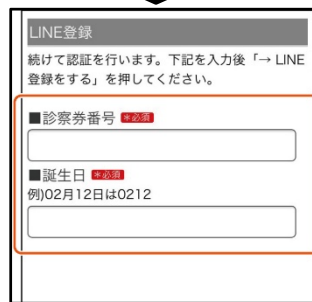 LINE登録
続けて認証を行います。下記を入力後「→ LINE
登録をする」を押してください。
■診察券番号 *必須
■誕生日 *必須
例)02月12日は0212